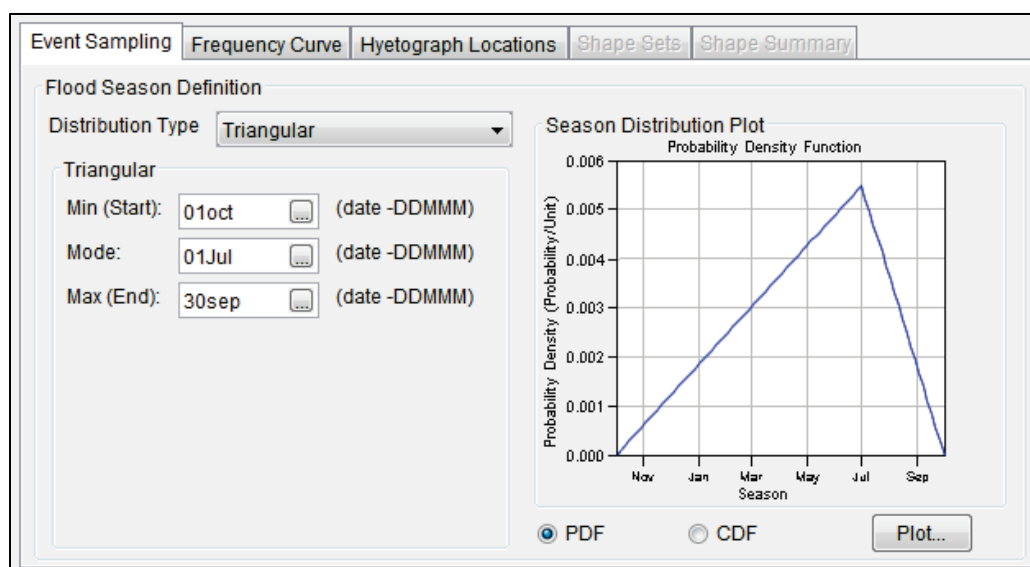 Event Sampling Frequency Curve Hyetograph Locations Shape Sets Shape Summary
Flood Season Definition
Distribution Type Triangular
Triangular
Min (Start): 01oct ... (date -DDMMM)
Mode: 01Jul ... (date -DDMMM)
Max (End): 30sep ... (date -DDMMM)
Season Distribution Plot
Probability Density Function
Probability Density (Probability/Unit)
0.006
0.005
0.004
0.003
0.002
0.001
0.000
Nov Jan Mar May Jul Sep
Season
PDF CDF Plot...